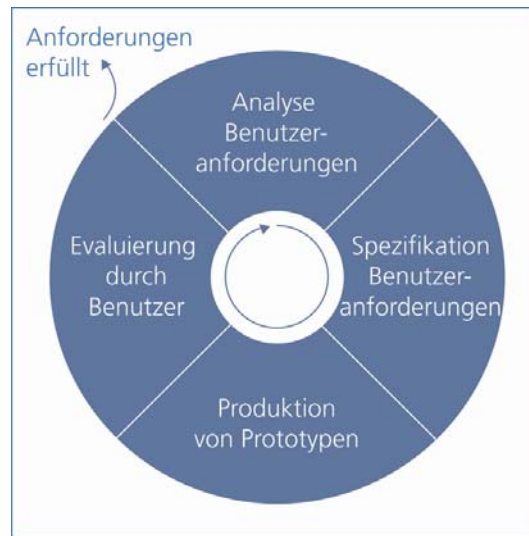 Anforderungen
erfüllt
Analyse
Benutzer-
anforderungen
Spezifikation
Benutzer-
anforderungen
Produktion
von Prototypen
Evaluierung
durch
Benutzer